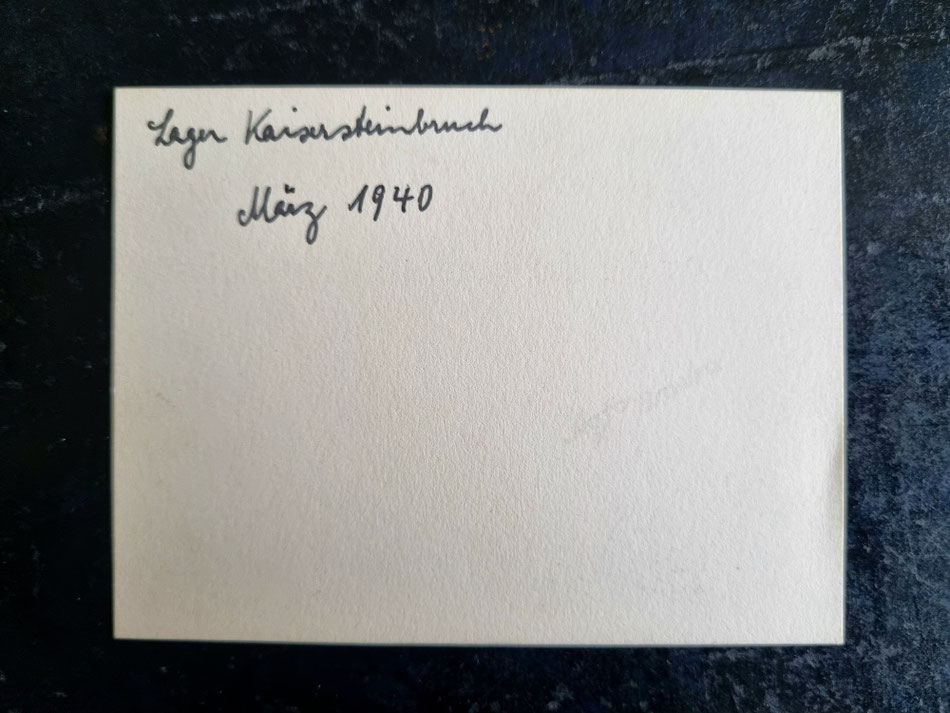 Lager Kaisersteinbruch
März 1940